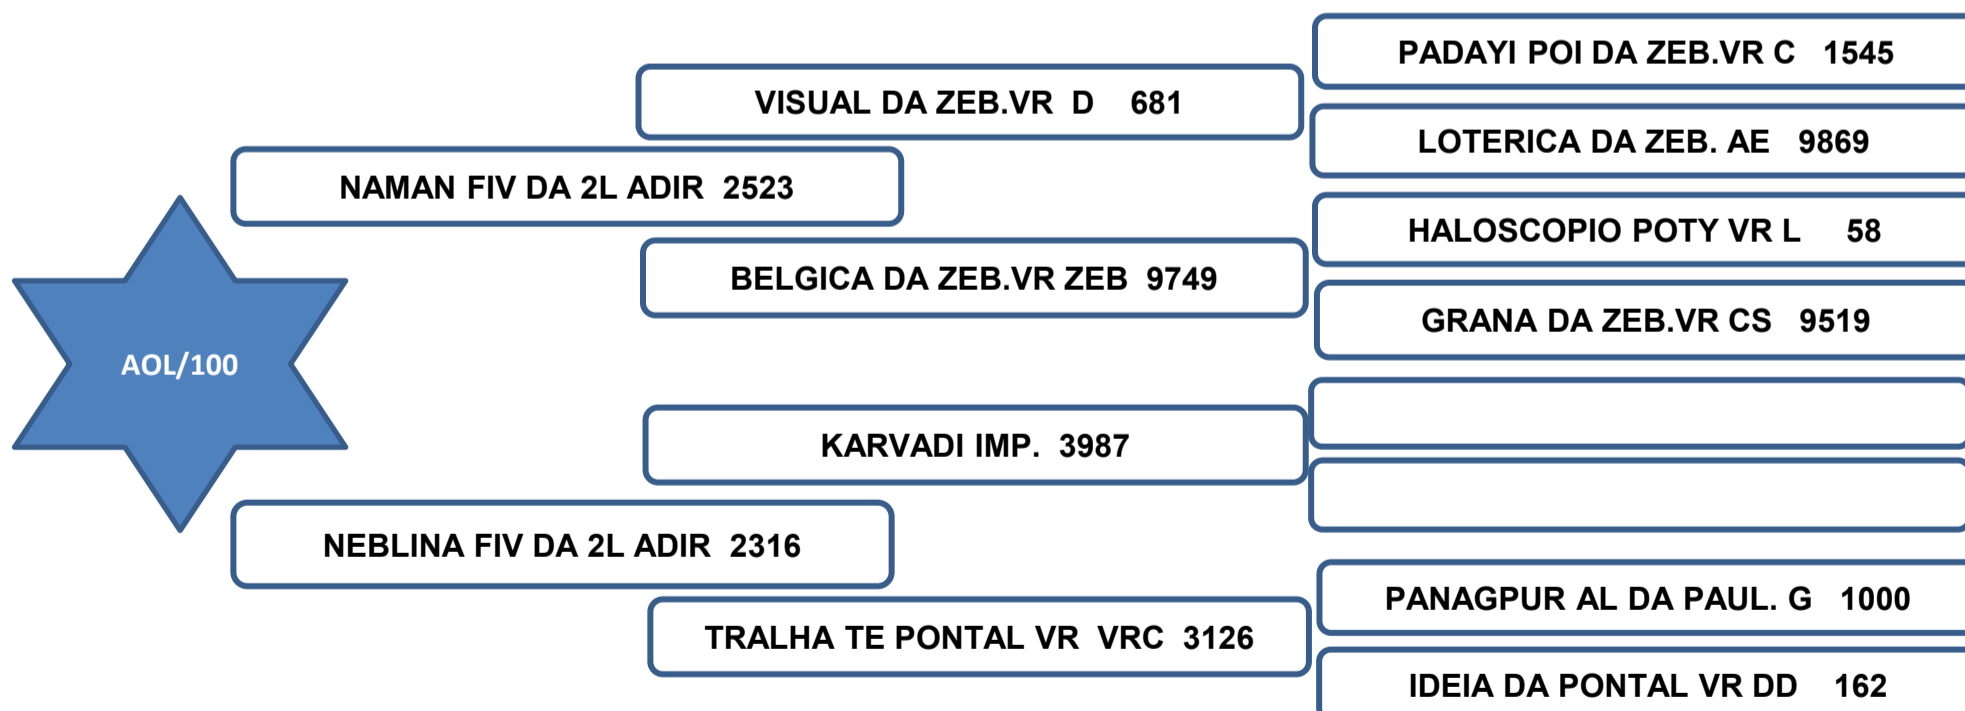 PADAYI POI DA ZEB.VR C 1545
VISUAL DA ZEB.VR D 681
LOTERICA DA ZEB. AE 9869
NAMAN FIV DA 2L ADIR 2523
HALOSCOPIO POTY VR L 58
BELGICA DA ZEB.VR ZEB 9749
GRANA DA ZEB.VR CS 9519
AOL/100
KARVADI IMP. 3987
NEBLINA FIV DA 2L ADIR 2316
PANAGPUR AL DA PAUL. G 1000
TRALHA TE PONTAL VR VRC 3126
IDEIA DA PONTAL VR DD 162